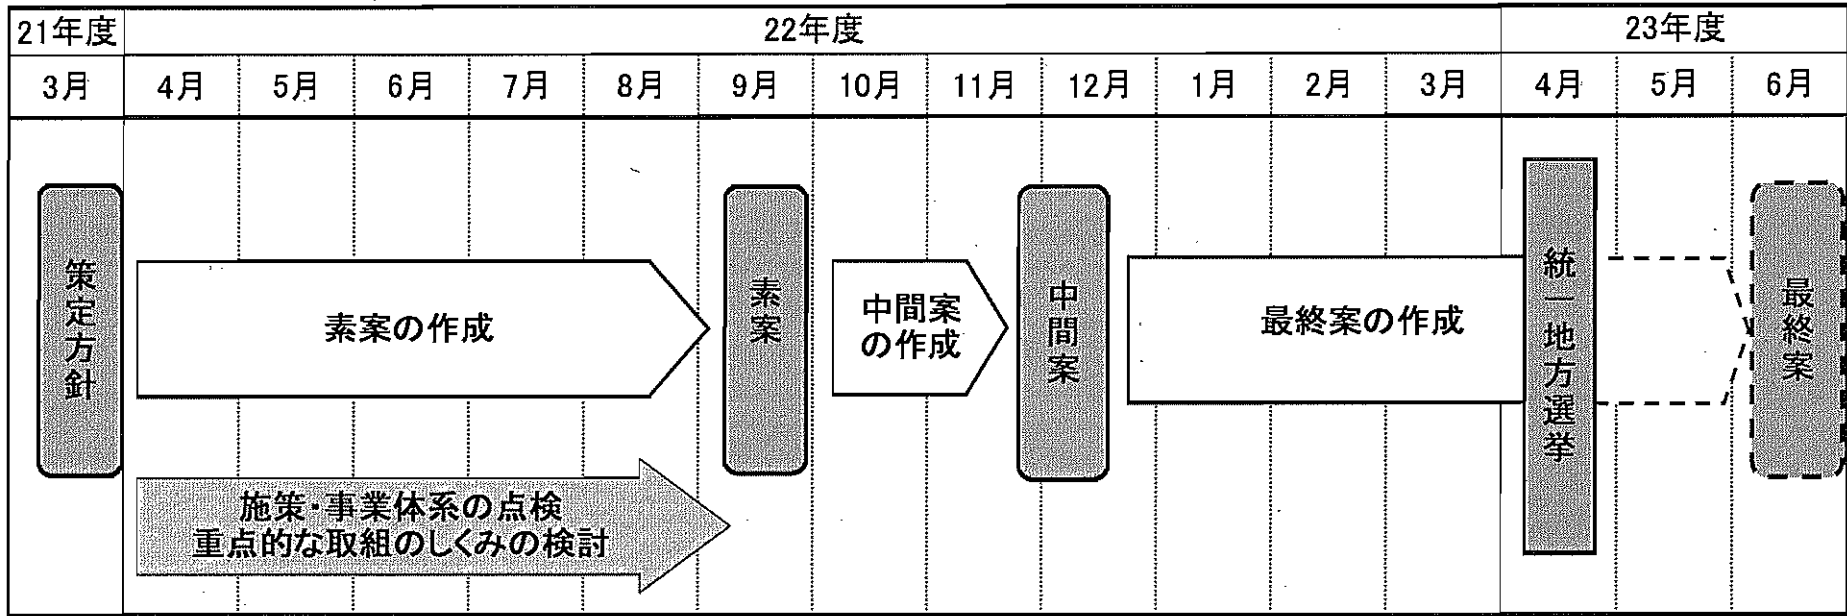 21年度 22年度 23年度
3月 4月 5月 6月 7月 8月 9月 10月 11月 12月 1月 2月 3月 4月 5月 6月
策定方針
素案の作成
素案
中間案
の作成
中間案
最終案の作成
統一地方選挙
最終案
施策・事業体系の点検
重点的な取組のしくみの検討